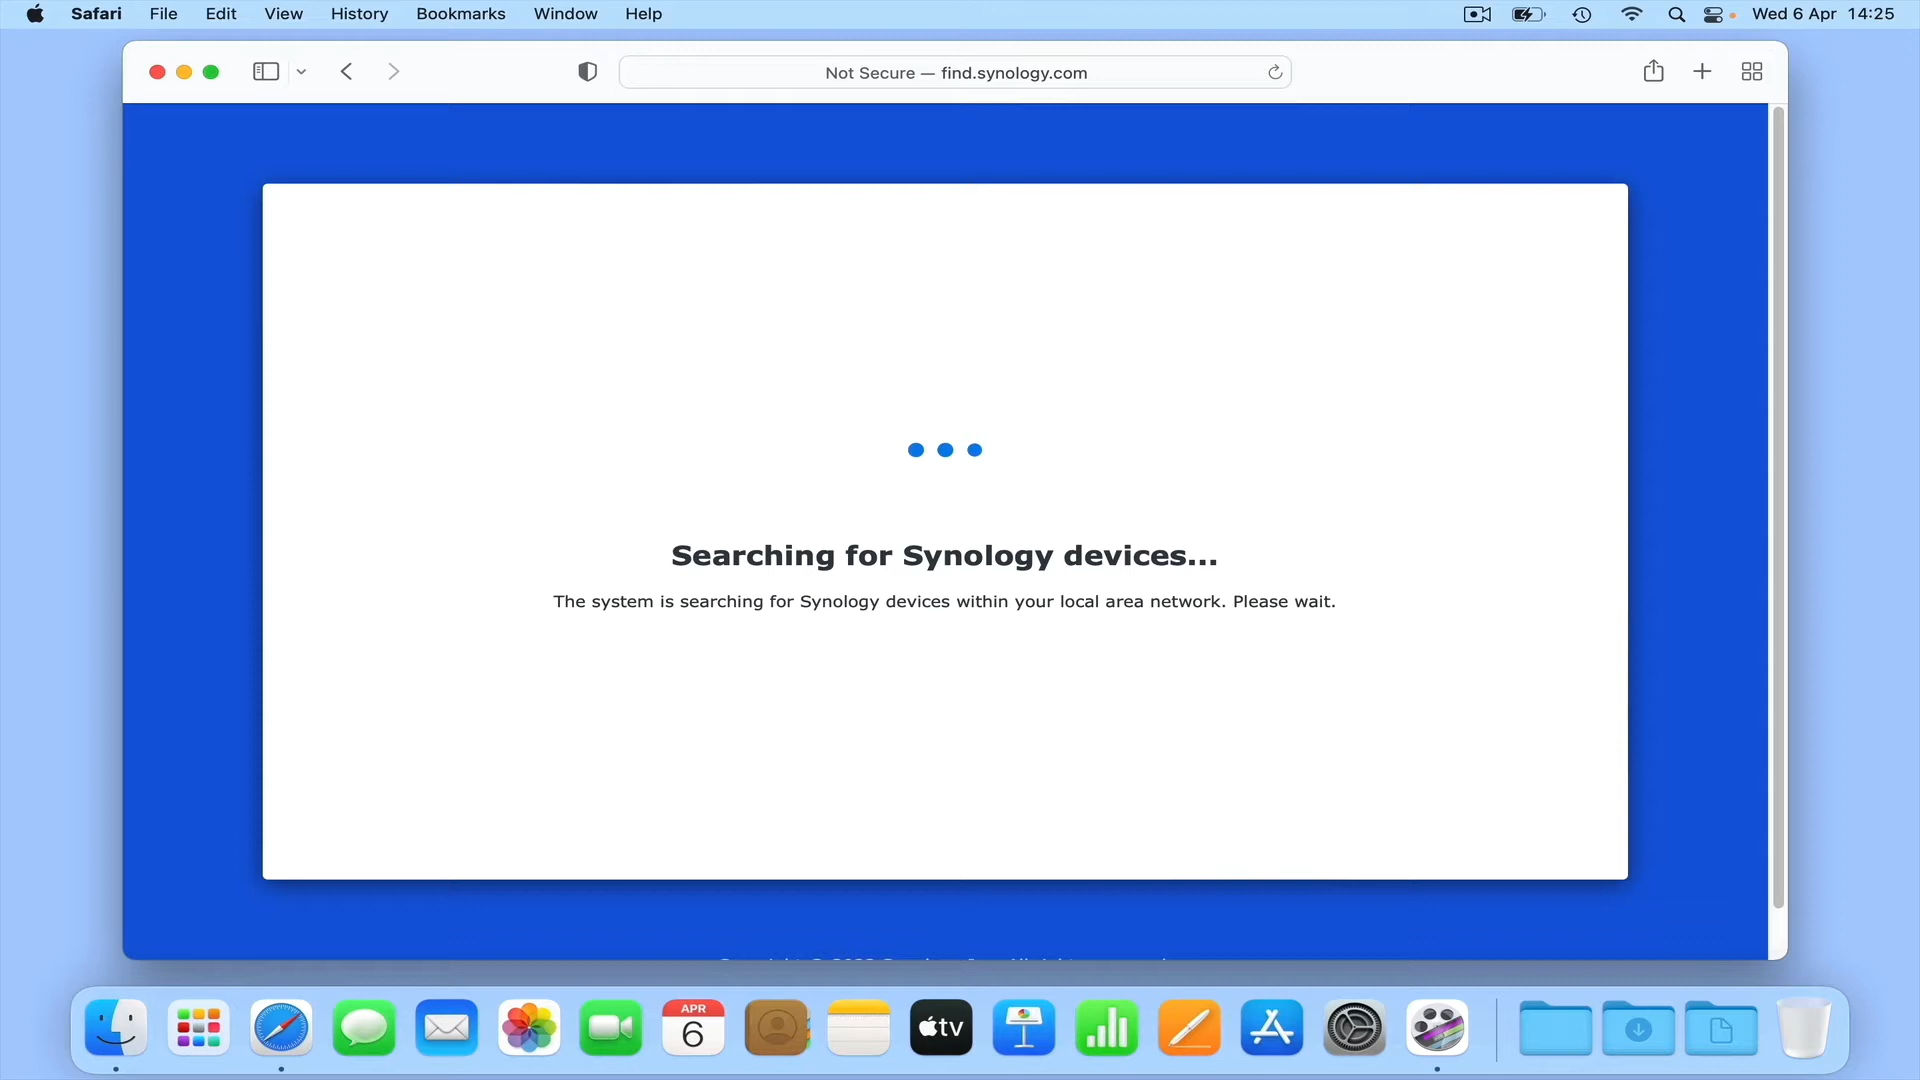 Safari File Edit View History Bookmarks Window Help Wed 6 Apr 14:25
Not Secure — find.synology.com
Searching for Synology devices...
The system is searching for Synology devices within your local area network. Please wait.
APR
6
tv